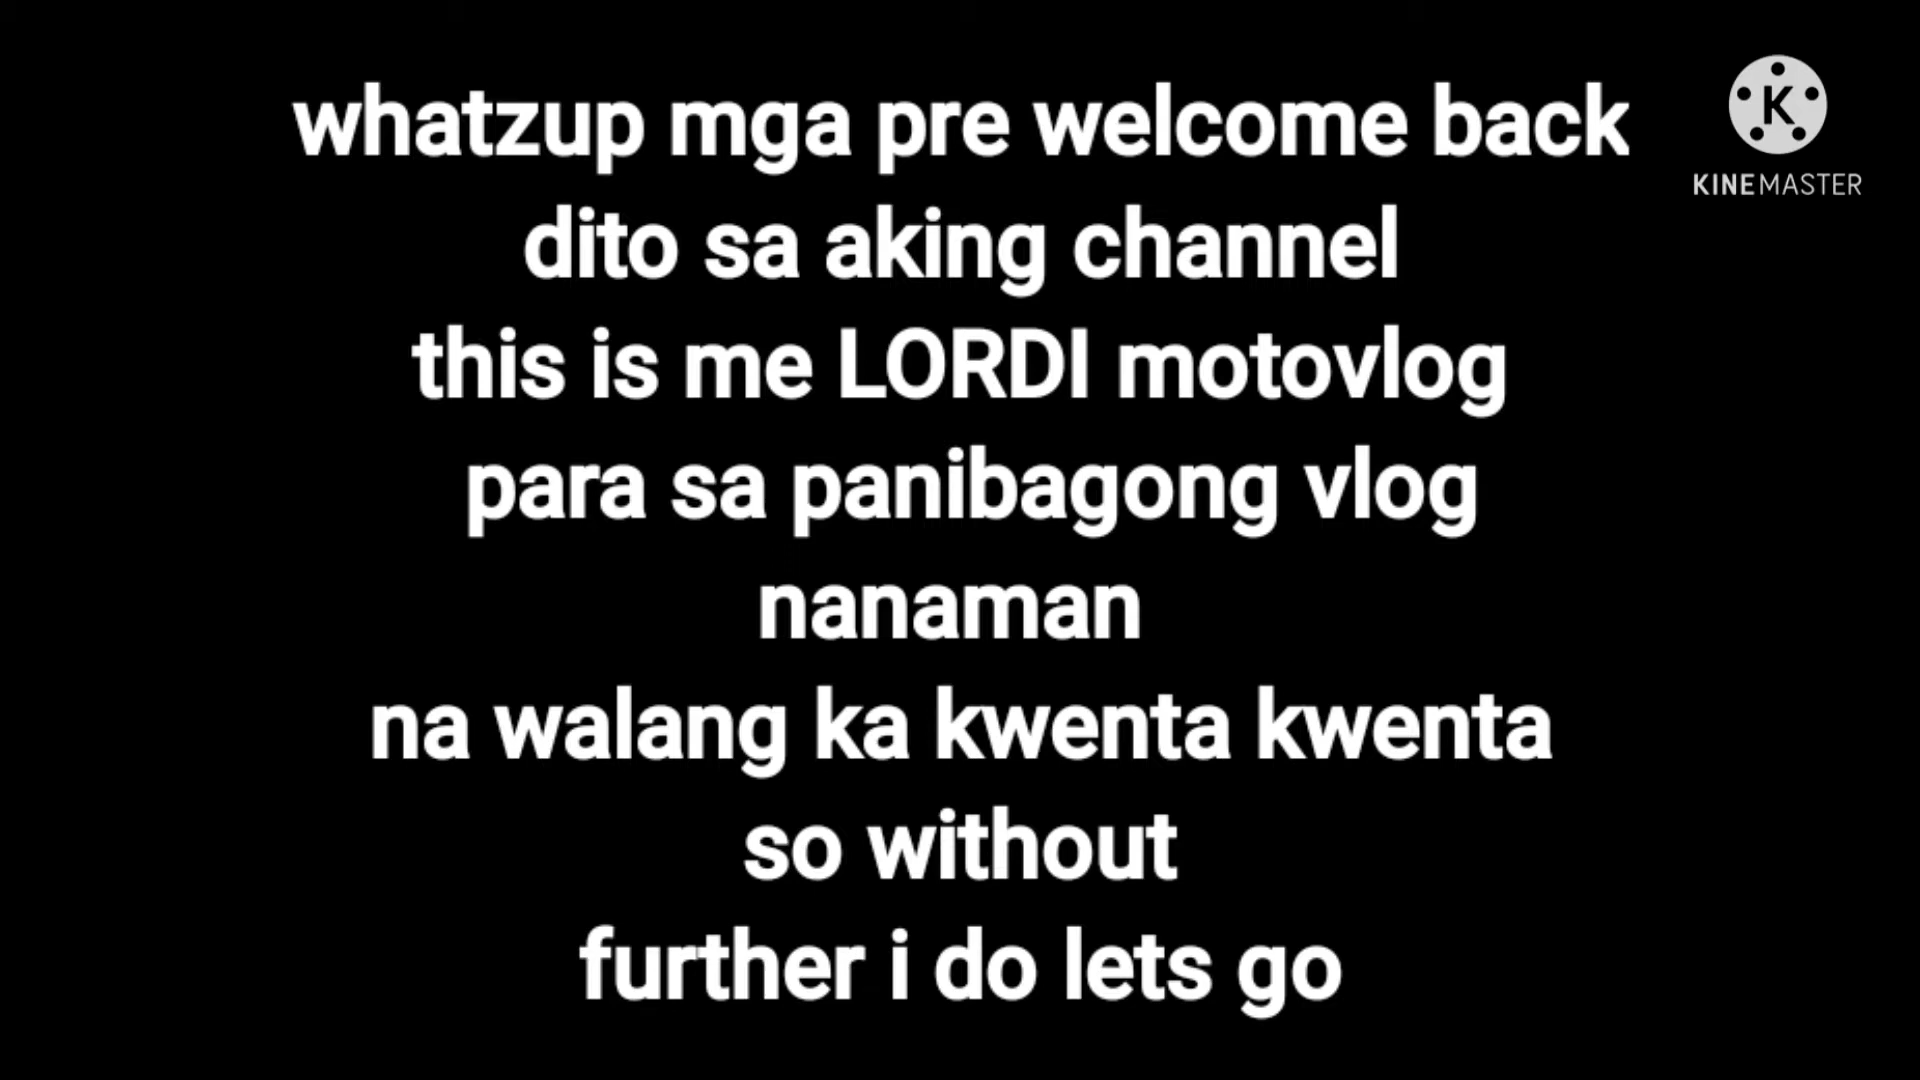 whatzup mga pre welcome back
dito sa aking channel
this is me LORDI motovlog
para sa panibagong vlog
nanaman
na walang ka kwenta kwenta
so without
further i do lets go
K
KINEMASTER